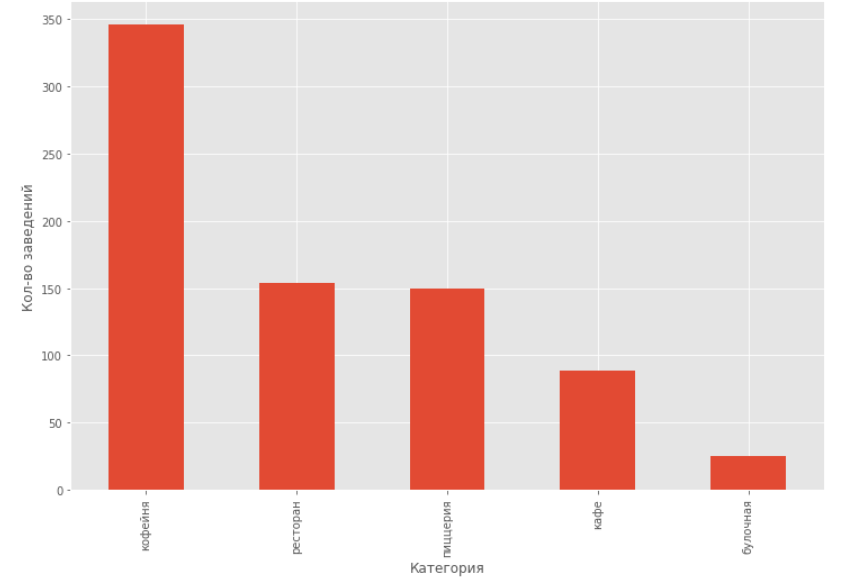 350
300
250
200
150
100
50
0
Кол-во заведений
кофейня
ресторан
пиццерия
кафе
булочная
Категория